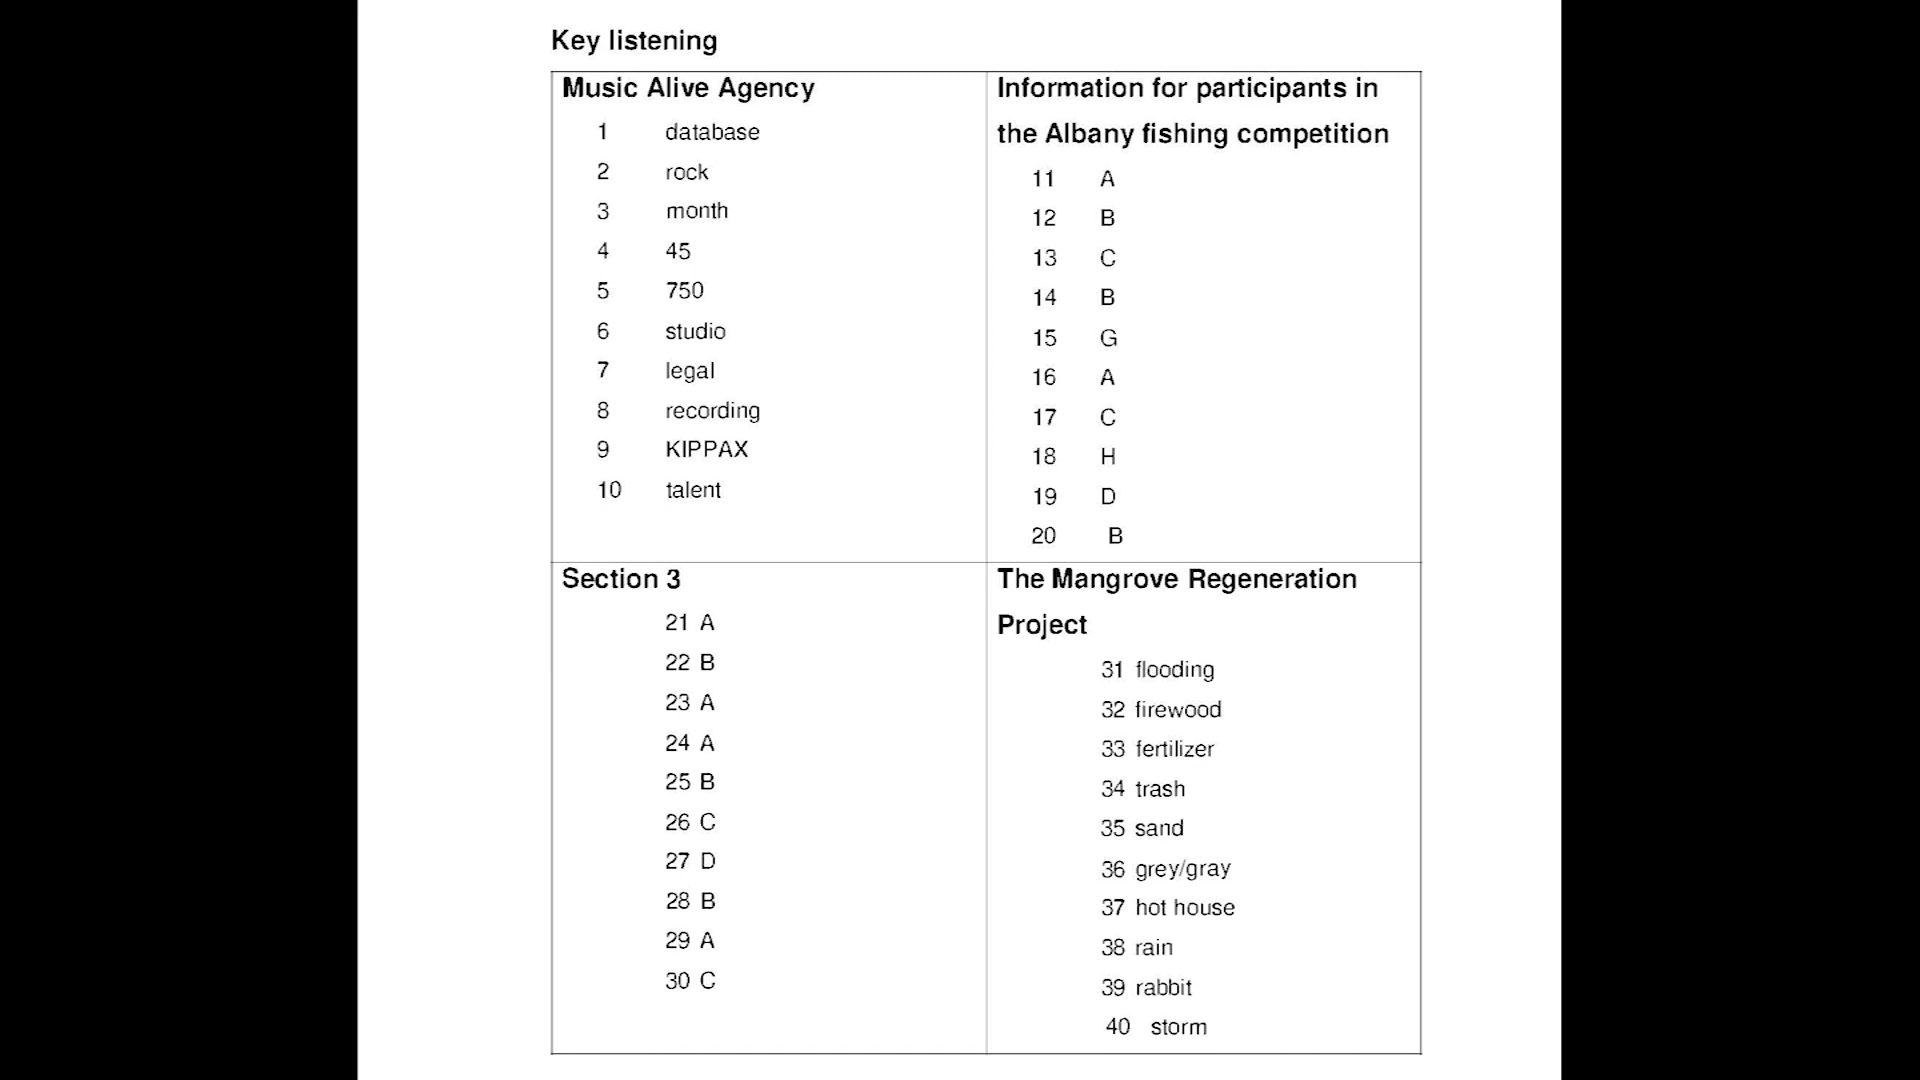 Key listening
Music Alive Agency
1 database
2 rock
3 month
4 45
5 750
6 studio
7 legal
8 recording
9 KIPPAX
10 talent
Information for participants in
the Albany fishing competition
11 A
12 B
13 C
14 B
15 G
16 A
17 C
18 H
19 D
20 B
Section 3
21 A
22 B
23 A
24 A
25 B
26 C
27 D
28 B
29 A
30 C
The Mangrove Regeneration
Project
31 flooding
32 firewood
33 fertilizer
34 trash
35 sand
36 grey/gray
37 hot house
38 rain
39 rabbit
40 storm